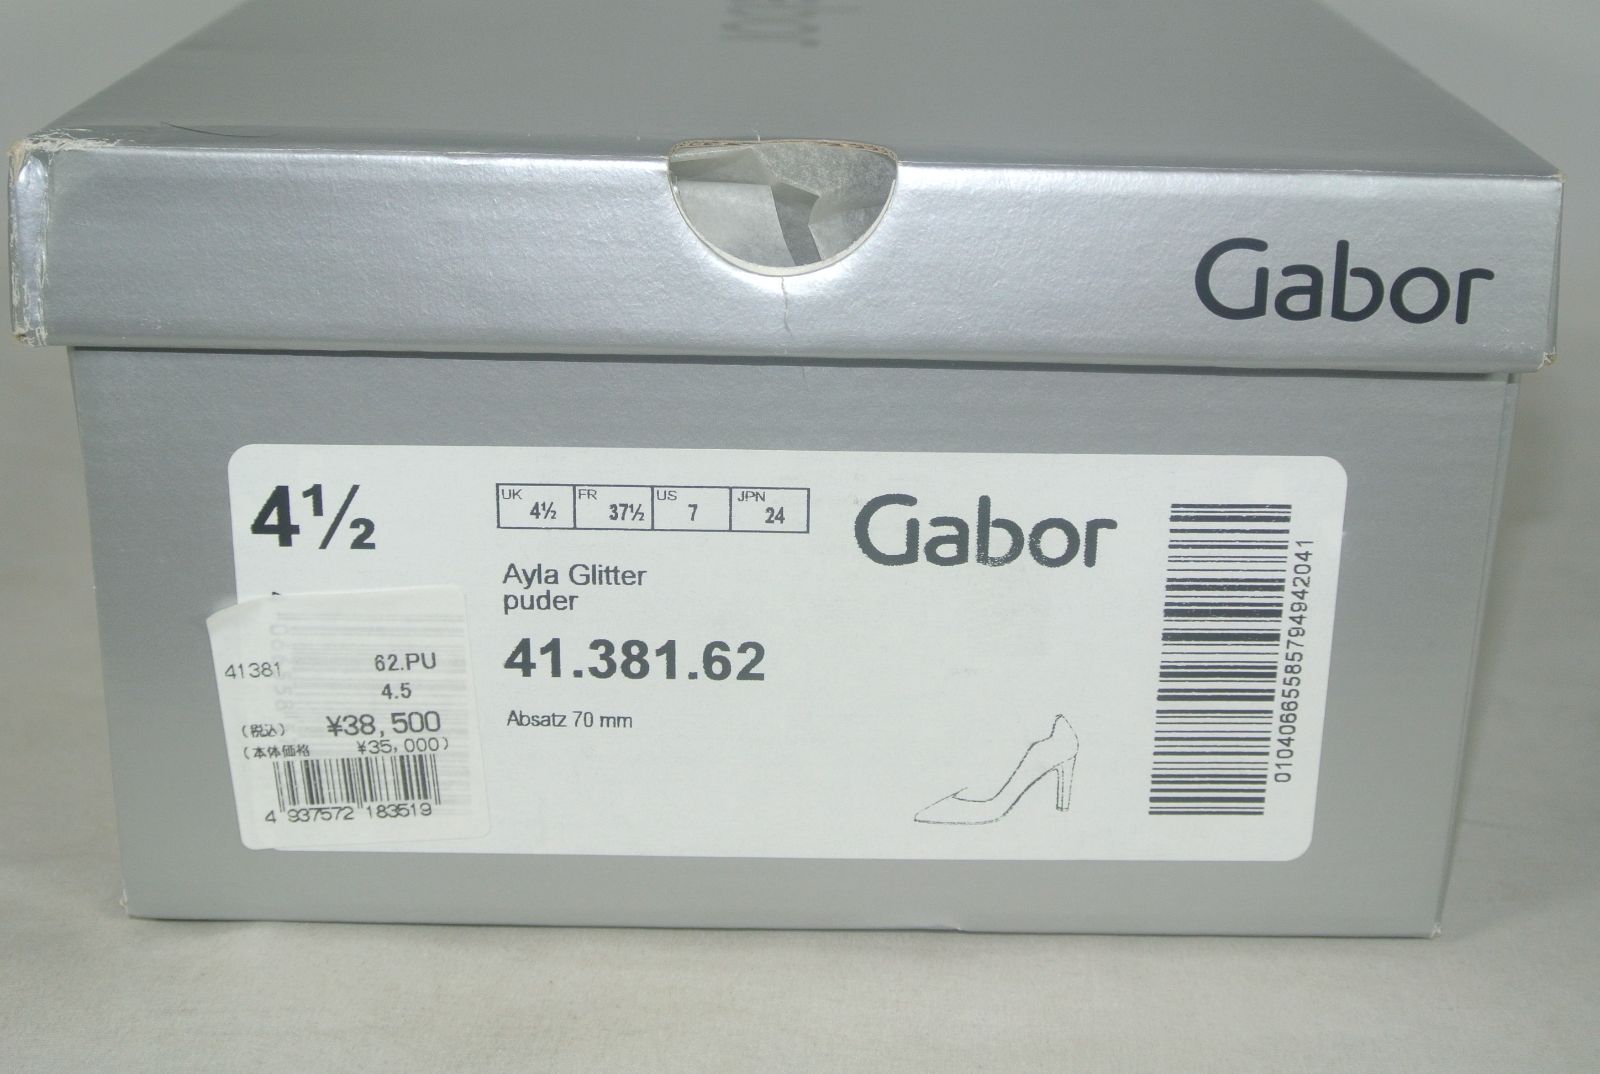 Gabor
4½
UK 4½ FR 37½ US 7 JPN 24
Gabor
Ayla Glitter
puder
41.381.62
Absatz 70 mm
01040665585794942041
41381 62.PU
4.5
(税込) ¥38,500
(本体価格 ¥35,000)
4 937572 183519